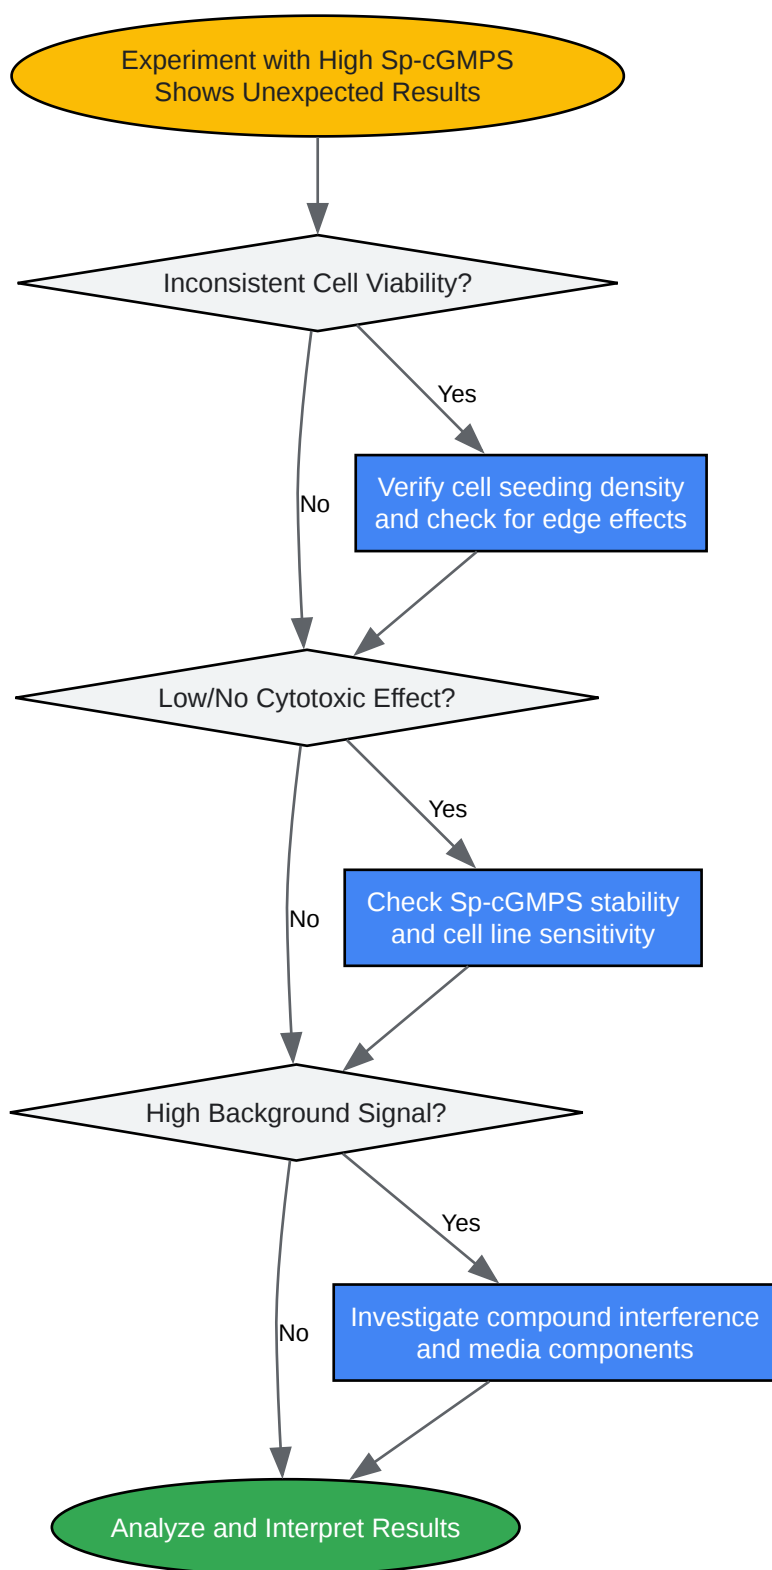 Experiment with High Sp-cGMPS
Shows Unexpected Results
Inconsistent Cell Viability?
Yes
Verify cell seeding density
and check for edge effects
No
Low/No Cytotoxic Effect?
Yes
Check Sp-cGMPS stability
and cell line sensitivity
No
High Background Signal?
Yes
Investigate compound interference
and media components
No
Analyze and Interpret Results